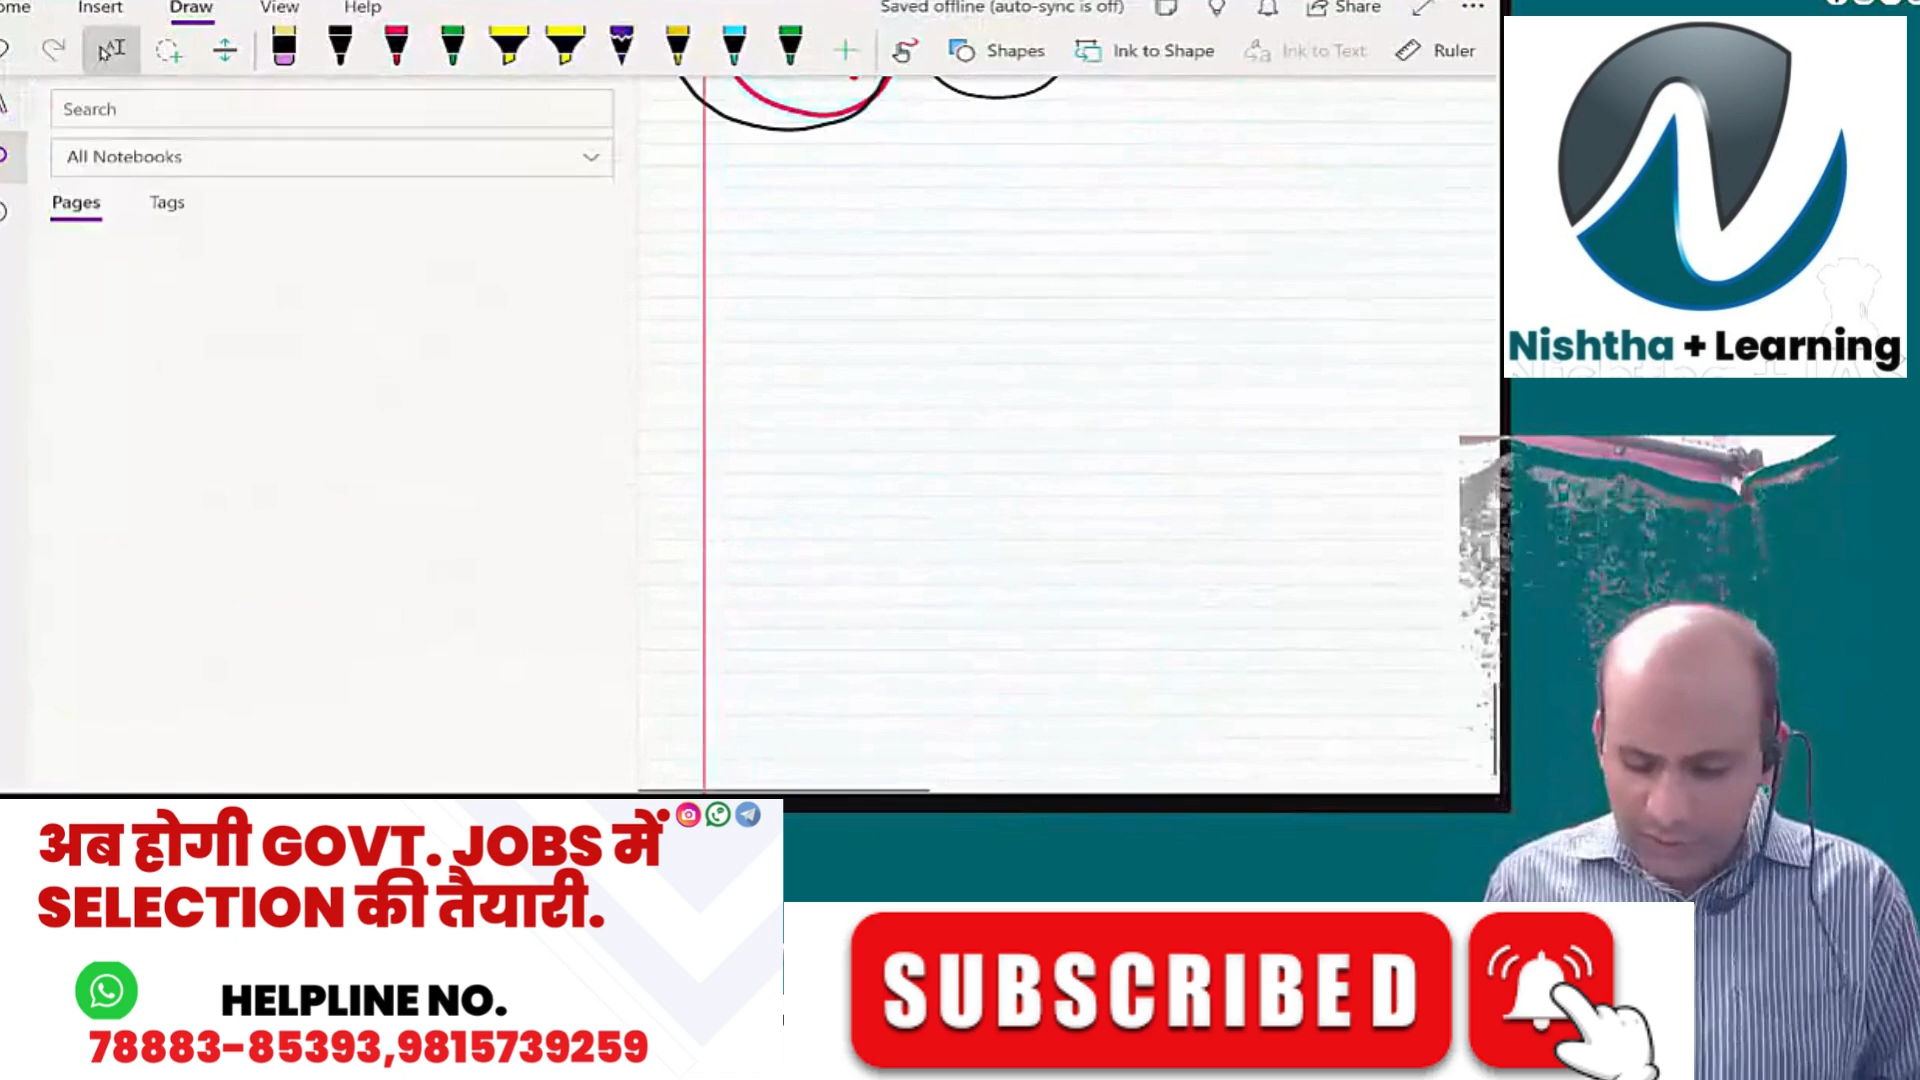 Insert Draw View Help Saved offline (auto-sync is off) Share
Shapes Ink to Shape Ink to Text Ruler
Search
All Notebooks
Pages Tags
Nishtha + Learning
अब होगी GOVT. JOBS में
SELECTION की तैयारी.
HELPLINE NO.
78883-85393,9815739259
SUBSCRIBED